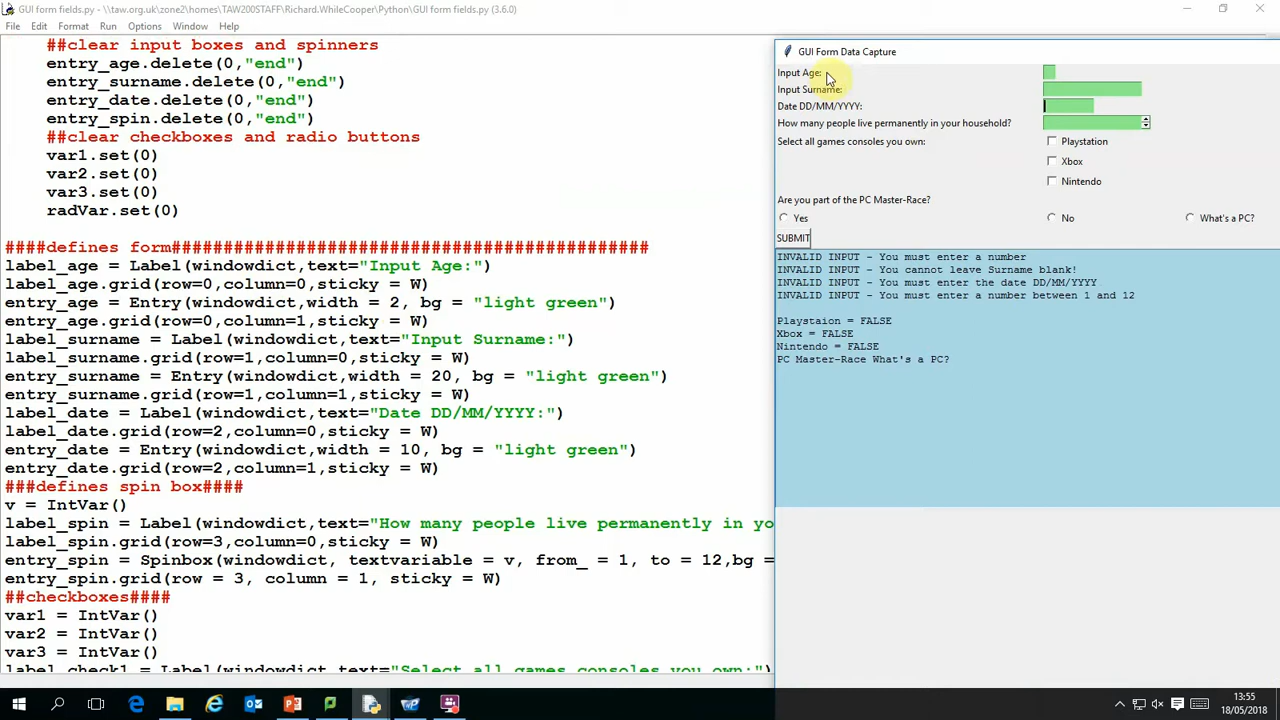 GUI form fields.py - \\taw.org.uk\zone2\homes\TAW200STAFF\Richard.WhileCooper\Python\GUI form fields.py (3.6.0)
File Edit Format Run Options Window Help
##clear input boxes and spinners
entry_age.delete(0,"end")
entry_surname.delete(0,"end")
entry_date.delete(0,"end")
entry_spin.delete(0,"end")
##clear checkboxes and radio buttons
var1.set(0)
var2.set(0)
var3.set(0)
radVar.set(0)
####defines form##############################################
label_age = Label(windowdict,text="Input Age:")
label_age.grid(row=0,column=0,sticky = W)
entry_age = Entry(windowdict,width = 2, bg = "light green")
entry_age.grid(row=0,column=1,sticky = W)
label_surname = Label(windowdict,text="Input Surname:")
label_surname.grid(row=1,column=0,sticky = W)
entry_surname = Entry(windowdict,width = 20, bg = "light green")
entry_surname.grid(row=1,column=1,sticky = W)
label_date = Label(windowdict,text="Date DD/MM/YYYY:")
label_date.grid(row=2,column=0,sticky = W)
entry_date = Entry(windowdict,width = 10, bg = "light green")
entry_date.grid(row=2,column=1,sticky = W)
###defines spin box####
v = IntVar()
label_spin = Label(windowdict,text="How many people live permanently in yo
label_spin.grid(row=3,column=0,sticky = W)
entry_spin = Spinbox(windowdict, textvariable = v, from_ = 1, to = 12,bg =
entry_spin.grid(row = 3, column = 1, sticky = W)
##checkboxes####
var1 = IntVar()
var2 = IntVar()
var3 = IntVar()
label_check1 = Label(windowdict,text="Select all games consoles you own:")
GUI Form Data Capture
Input Age:
Input Surname:
Date DD/MM/YYYY:
How many people live permanently in your household?
Select all games consoles you own:
Playstation
Xbox
Nintendo
Are you part of the PC Master-Race?
Yes No What's a PC?
SUBMIT
INVALID INPUT - You must enter a number
INVALID INPUT - You cannot leave Surname blank!
INVALID INPUT - You must enter the date DD/MM/YYYY
INVALID INPUT - You must enter a number between 1 and 12
Playstaion = FALSE
Xbox = FALSE
Nintendo = FALSE
PC Master-Race What's a PC?
13:55
18/05/2018